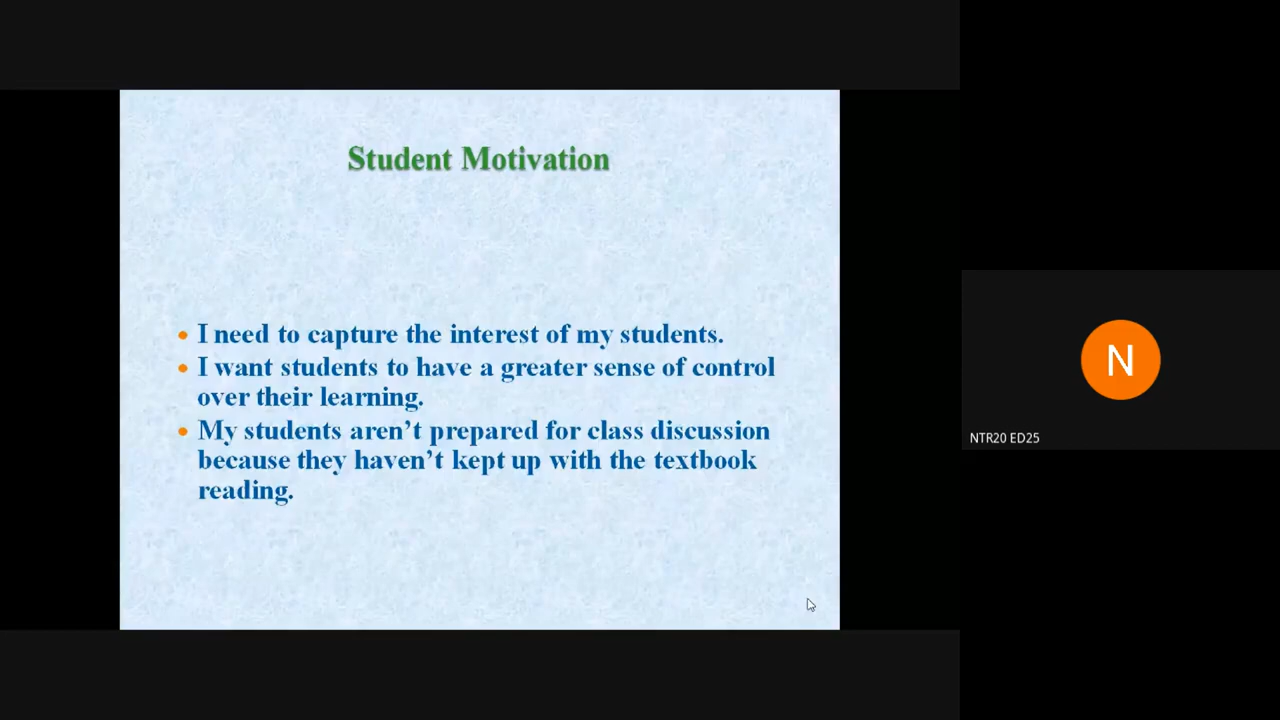 Student Motivation
• I need to capture the interest of my students.
• I want students to have a greater sense of control
over their learning.
• My students aren’t prepared for class discussion
because they haven’t kept up with the textbook
reading.
N
NTR20 ED25